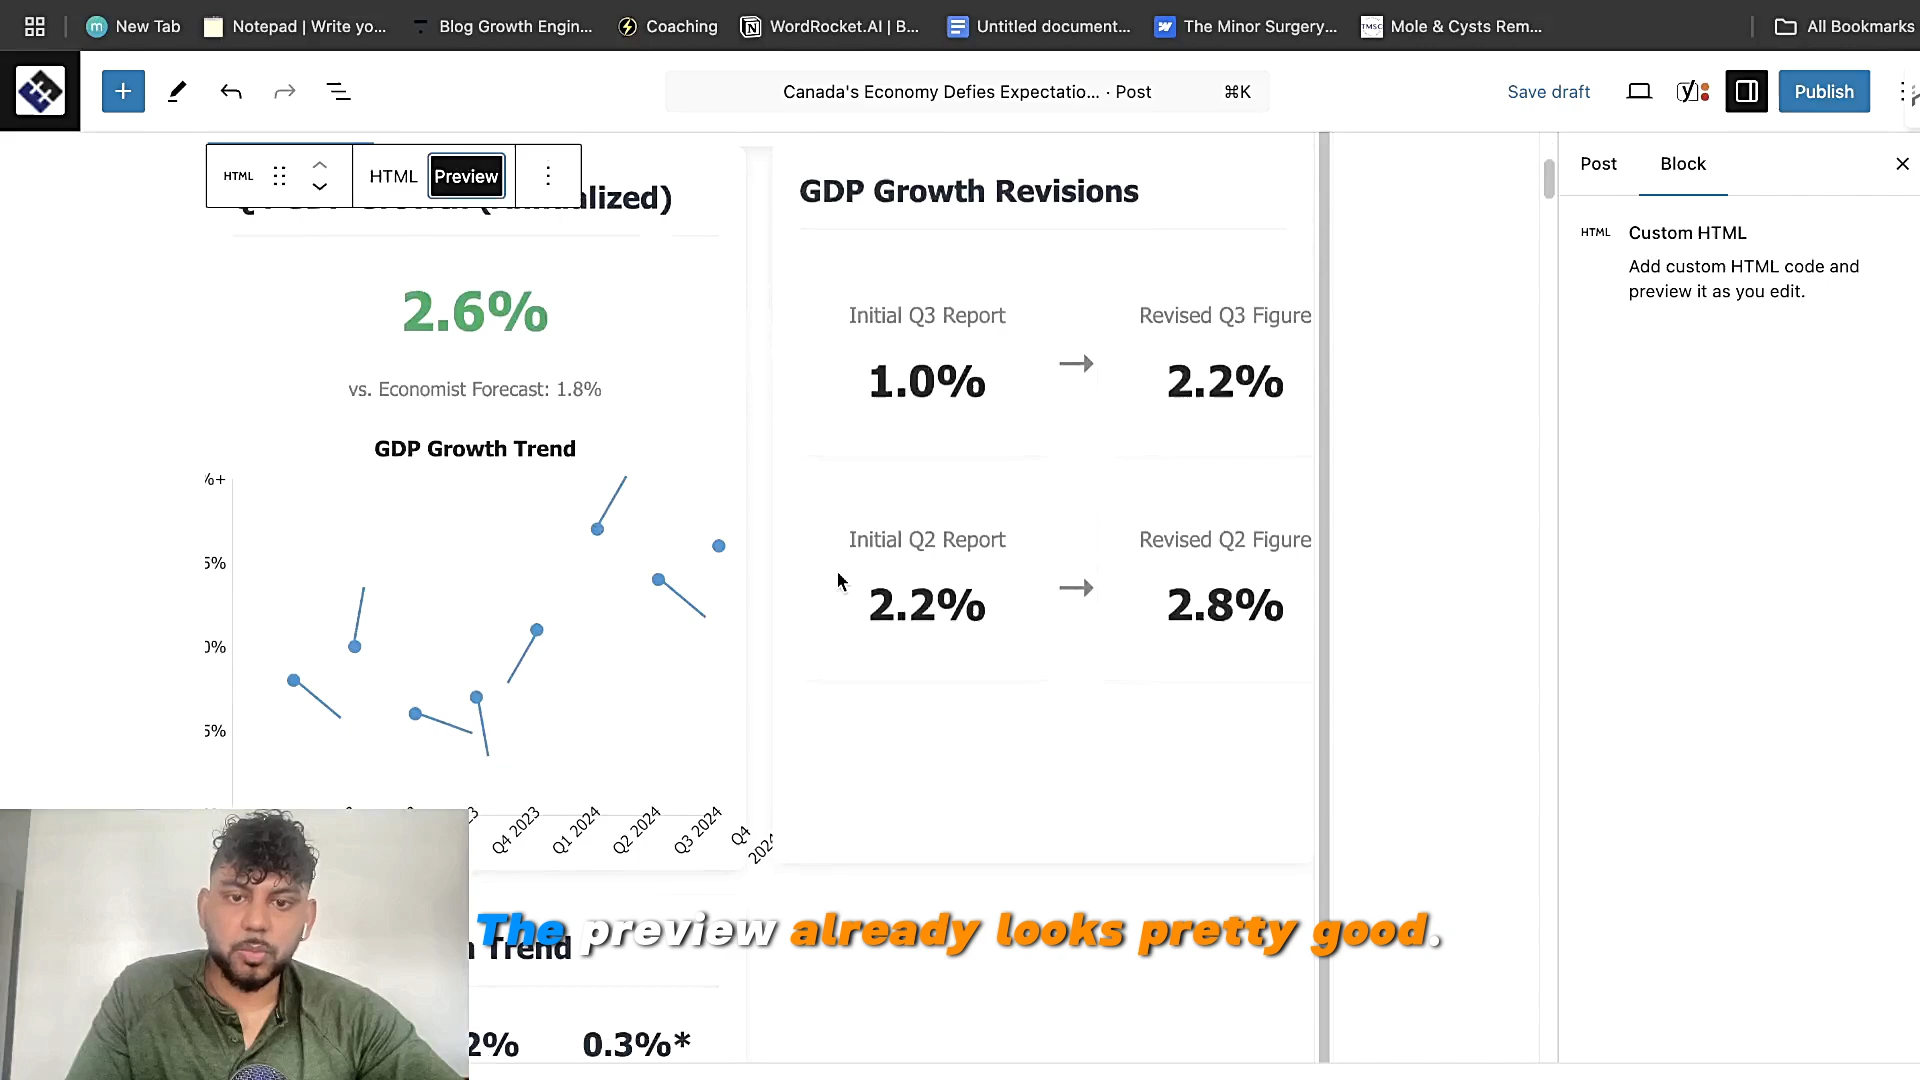 New Tab
Notepad | Write yo...
Blog Growth Engin...
Coaching
WordRocket.AI | B...
Untitled document...
The Minor Surgery...
TMSC
Mole & Cysts Rem...
All Bookmarks
Canada's Economy Defies Expectatio... · Post
⌘K
Save draft
Publish
HTML
HTML
Preview
alized)
2.6%
vs. Economist Forecast: 1.8%
GDP Growth Trend
%+
5%
0%
5%
Q4 2023
Q1 2024
Q2 2024
Q3 2024
Q4
2024
GDP Growth Revisions
Initial Q3 Report
1.0%
→
Revised Q3 Figure
2.2%
Initial Q2 Report
2.2%
→
Revised Q2 Figure
2.8%
The preview already looks pretty good.
Trend
2%
0.3%*
Post
Block
HTML
Custom HTML
Add custom HTML code and
preview it as you edit.